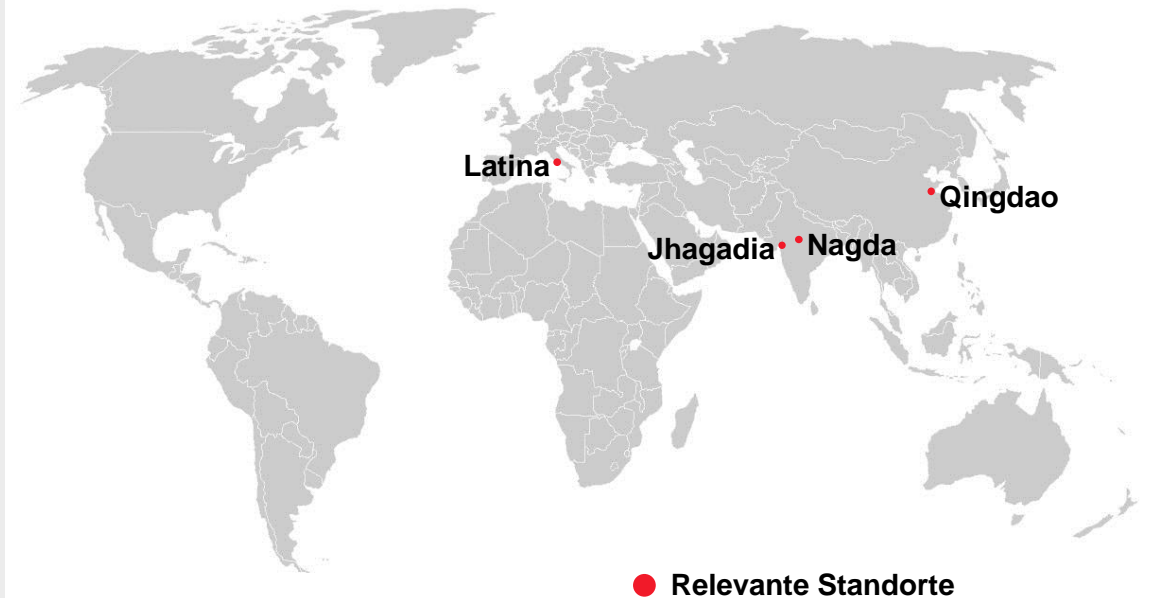 Latina
Qingdao
Jhagadia
Nagda
Relevante Standorte